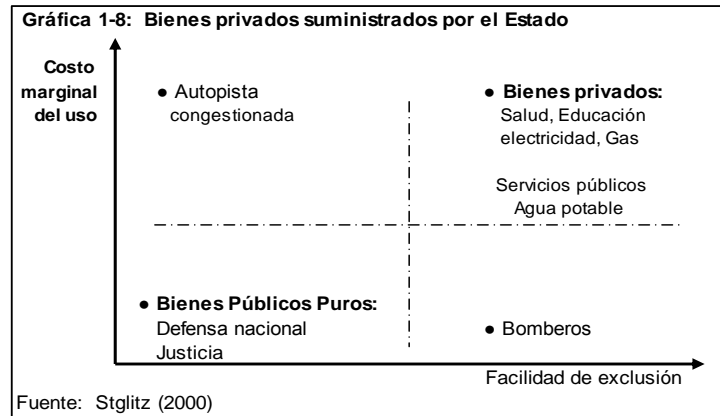 Gráfica 1-8: Bienes privados suministrados por el Estado
Costo
marginal
del uso
● Autopista
congestionada
● Bienes privados:
Salud, Educación
electricidad, Gas
Servicios públicos
Agua potable
● Bienes Públicos Puros:
Defensa nacional
Justicia
● Bomberos
Facilidad de exclusión
Fuente: Stglitz (2000)